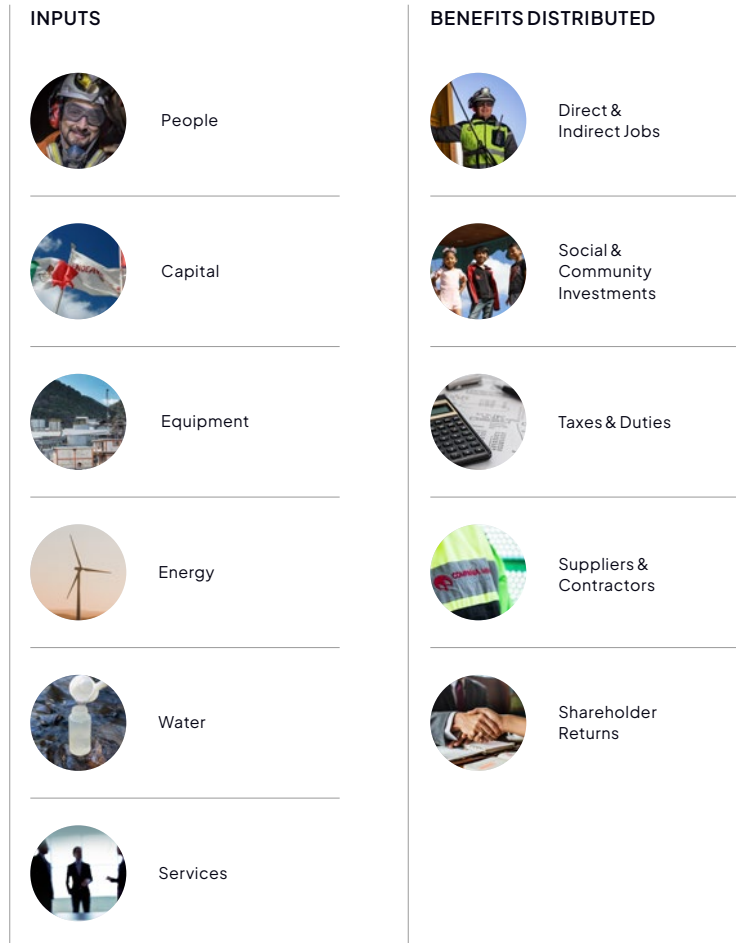 INPUTS
People
Capital
Equipment
Energy
Water
Services
BENEFITS DISTRIBUTED
Direct &
Indirect Jobs
Social &
Community
Investments
Taxes & Duties
Suppliers &
Contractors
Shareholder
Returns